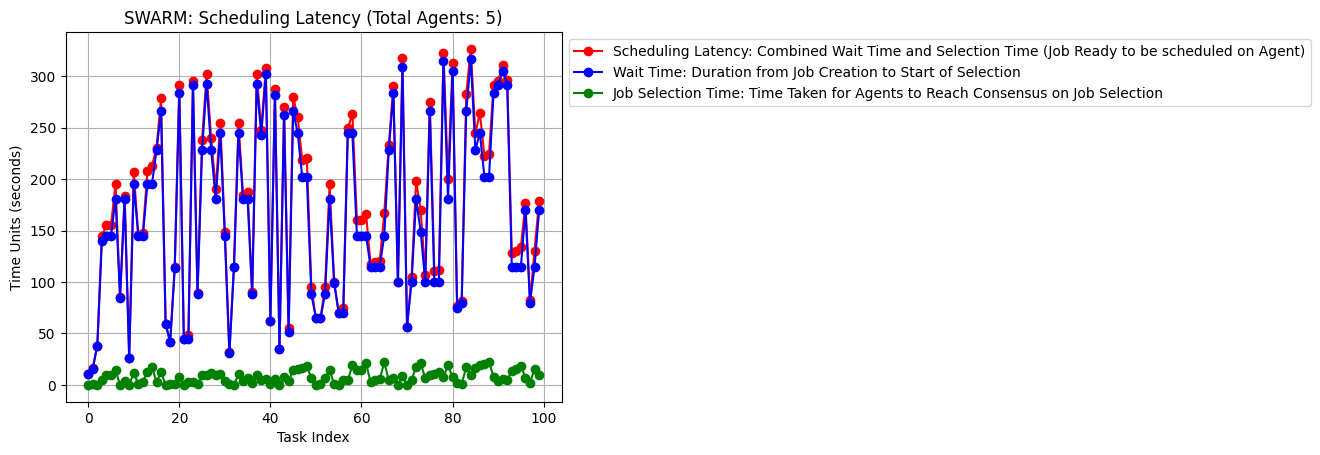 SWARM: Scheduling Latency (Total Agents: 5)
Scheduling Latency: Combined Wait Time and Selection Time (Job Ready to be scheduled on Agent)
Wait Time: Duration from Job Creation to Start of Selection
Job Selection Time: Time Taken for Agents to Reach Consensus on Job Selection
Time Units (seconds)
300
250
200
150
100
50
0
0 20 40 60 80 100
Task Index